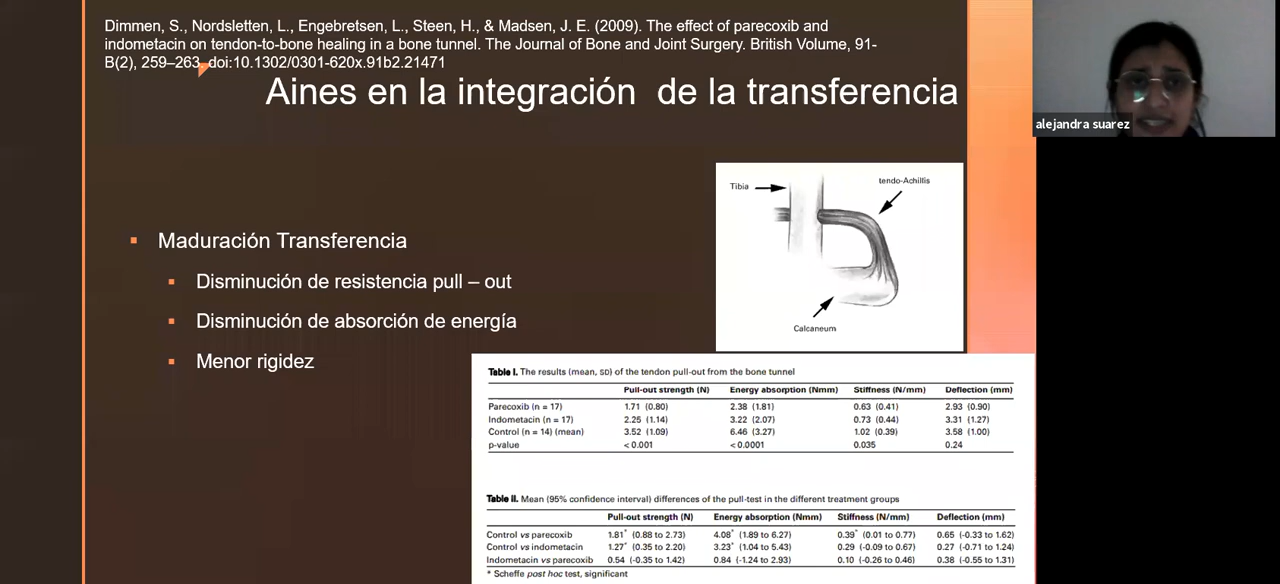 Dimmen, S., Nordsletten, L., Engebretsen, L., Steen, H., & Madsen, J. E. (2009). The effect of parecoxib and
indometacin on tendon-to-bone healing in a bone tunnel. The Journal of Bone and Joint Surgery. British Volume, 91-
B(2), 259–263. doi:10.1302/0301-620x.91b2.21471
Aines en la integración de la transferencia
alejandra suarez
Tibia
tendo-Achillis
Calcaneum
Maduración Transferencia
Disminución de resistencia pull – out
Disminución de absorción de energía
Menor rigidez
Table I. The results (mean, SD) of the tendon pull-out from the bone tunnel
Pull-out strength (N) Energy absorption (Nmm) Stiffness (N/mm) Deflection (mm)
Parecoxib (n = 17) 1.71 (0.80) 2.38 (1.81) 0.63 (0.41) 2.93 (0.90)
Indometacin (n = 17) 2.25 (1.14) 3.22 (2.07) 0.73 (0.44) 3.31 (1.27)
Control (n = 14) (mean) 3.52 (1.09) 6.46 (3.27) 1.02 (0.39) 3.58 (1.00)
p-value < 0.001 < 0.0001 0.035 0.24
Table II. Mean (95% confidence interval) differences of the pull-test in the different treatment groups
Pull-out strength (N) Energy absorption (Nmm) Stiffness (N/mm) Deflection (mm)
Control vs parecoxib 1.81* (0.88 to 2.73) 4.08* (1.89 to 6.27) 0.39* (0.01 to 0.77) 0.65 (-0.33 to 1.62)
Control vs indometacin 1.27* (0.35 to 2.20) 3.23* (1.04 to 5.43) 0.29 (-0.09 to 0.67) 0.27 (-0.71 to 1.24)
Indometacin vs parecoxib 0.54 (-0.35 to 1.42) 0.84 (-1.24 to 2.93) 0.10 (-0.26 to 0.46) 0.38 (-0.55 to 1.31)
* Scheffe post hoc test, significant